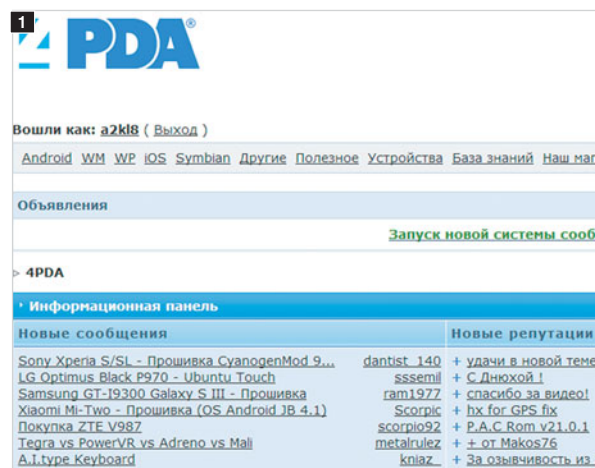 1
4 PDA®
Вошли как: a2kl8 ( Выход )
Android WM WP iOS Symbian Другие Полезное Устройства База знаний Наш маг
Объявления
Запуск новой системы сооб
▹ 4PDA
Информационная панель
Новые сообщения Новые репутации
Sony Xperia S/SL - Прошивка CyanogenMod 9... dantist_140 + удачи в новой теме
LG Optimus Black P970 - Ubuntu Touch sssemil + С Днюхой !
Samsung GT-I9300 Galaxy S III - Прошивка ram1977 + спасибо за видео!
Xiaomi Mi-Two - Прошивка (OS Android JB 4.1) Scorpic + hx for GPS fix
Покупка ZTE V987 scorpio92 + P.A.C Rom v21.0.1
Tegra vs PowerVR vs Adreno vs Mali metalrulez + + от Makos76
A.I.type Keyboard kniaz_ + За озывчивость из